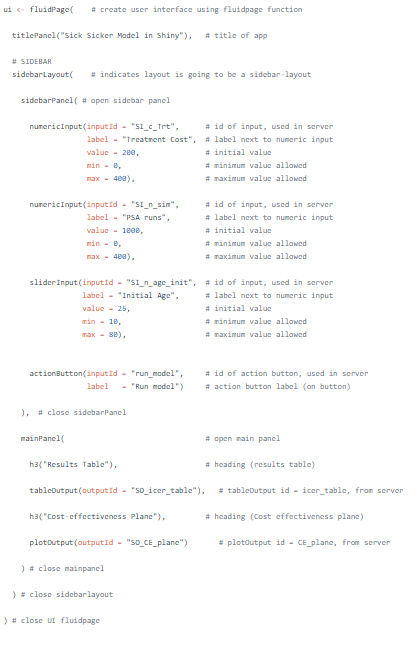 ui <- fluidPage(    # create user interface using fluidpage function
  titlePanel("Sick Sicker Model in Shiny"),   # title of app
  # SIDEBAR
  sidebarLayout(    # indicates layout is going to be a sidebar-layout
    sidebarPanel( # open sidebar panel
      numericInput(inputId = "SI_c_Trt",      # id of input, used in server
                   label = "Treatment Cost",  # label next to numeric input
                   value = 200,               # initial value
                   min = 0,                   # minimum value allowed
                   max = 400),                # maximum value allowed
      numericInput(inputId = "SI_n_sim",      # id of input, used in server
                   label = "PSA runs",        # label next to numeric input
                   value = 1000,              # initial value
                   min = 0,                   # minimum value allowed
                   max = 400),                # maximum value allowed
      sliderInput(inputId = "SI_n_age_init",  # id of input, used in server
                  label = "Initial Age",      # label next to numeric input
                  value = 25,                 # initial value
                  min = 10,                   # minimum value allowed
                  max = 80),                  # maximum value allowed
      actionButton(inputId = "run_model",     # id of action button, used in server
                   label   = "Run model")     # action button label (on button)
    ),  # close sidebarPanel
    mainPanel(                                # open main panel
      h3("Results Table"),                    # heading (results table)
      tableOutput(outputId = "SO_icer_table"),   # tableOutput id = icer_table, from server
      h3("Cost-effectiveness Plane"),         # heading (Cost effectiveness plane)
      plotOutput(outputId = "SO_CE_plane")       # plotOutput id = CE_plane, from server
    ) # close mainpanel
  ) # close sidebarlayout
) # close UI fluidpage